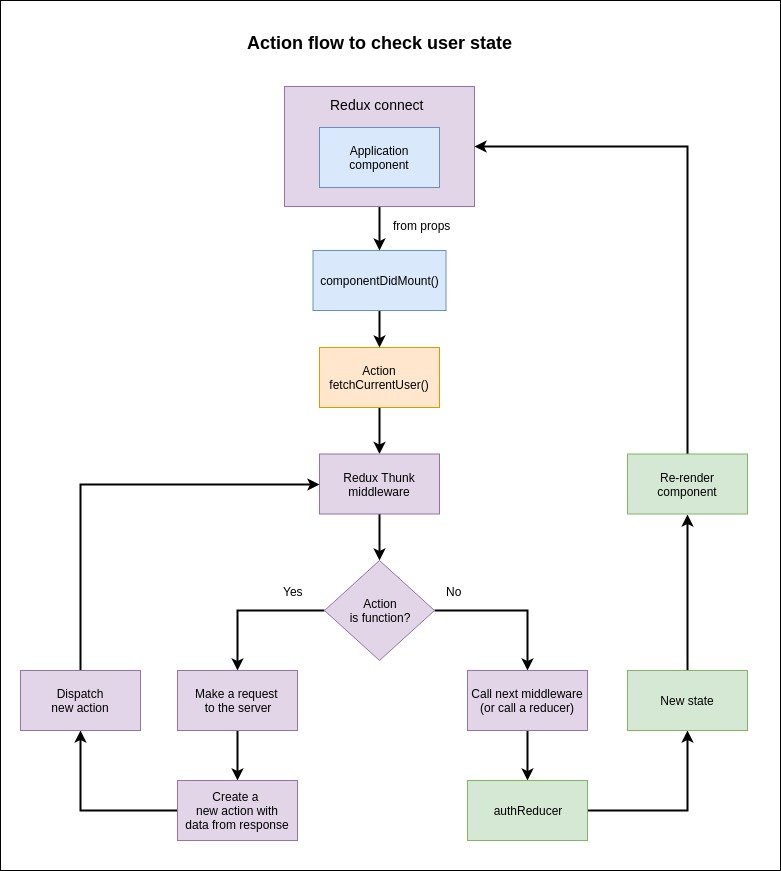 Action flow to check user state
Redux connect
Application
component
from props
componentDidMount()
Action
fetchCurrentUser()
Redux Thunk
middleware
Re-render
component
Yes
No
Action
is function?
Dispatch
new action
Make a request
to the server
Call next middleware
(or call a reducer)
New state
Create a
new action with
data from response
authReducer